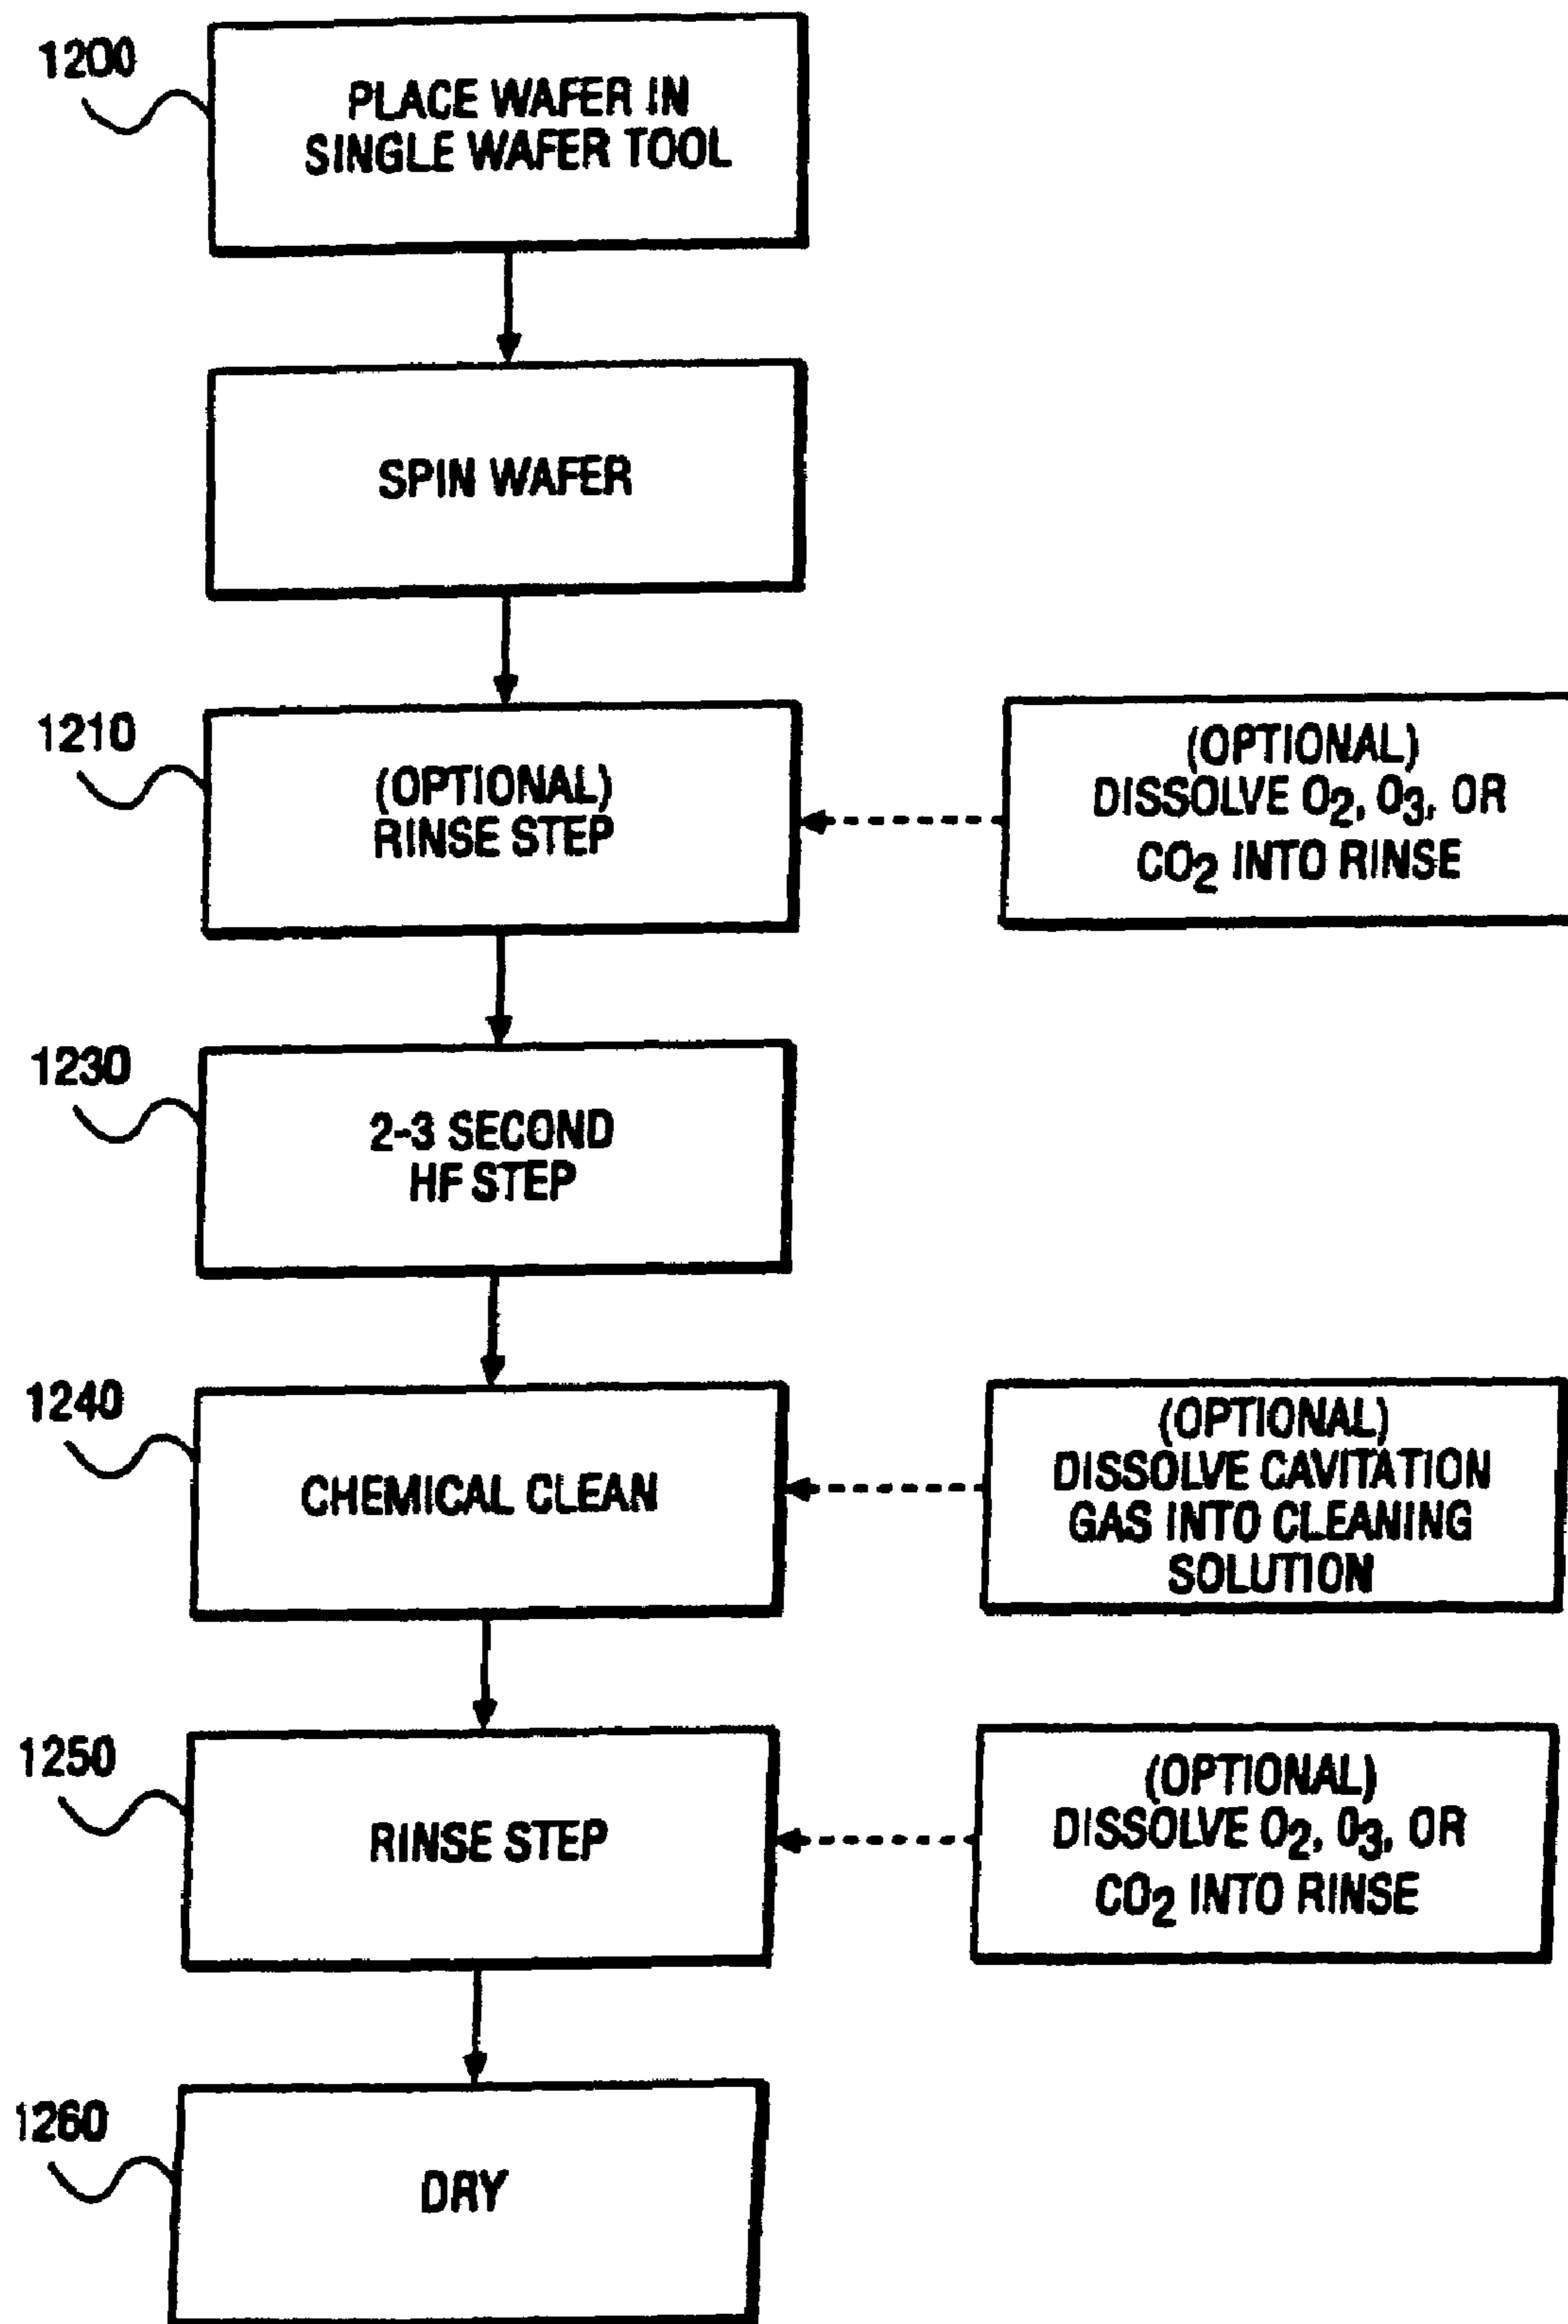 1200
PLACE WAFER IN
SINGLE WAFER TOOL
SPIN WAFER
1210
(OPTIONAL)
RINSE STEP
(OPTIONAL)
DISSOLVE O2, O3, OR
CO2 INTO RINSE
1230
2-3 SECOND
HF STEP
1240
CHEMICAL CLEAN
(OPTIONAL)
DISSOLVE CAVITATION
GAS INTO CLEANING
SOLUTION
1250
RINSE STEP
(OPTIONAL)
DISSOLVE O2, O3, OR
CO2 INTO RINSE
1260
DRY